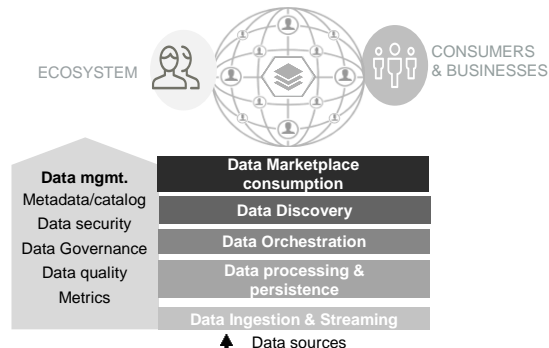 ECOSYSTEM
CONSUMERS
& BUSINESSES
Data mgmt.
Metadata/catalog
Data security
Data Governance
Data quality
Metrics
Data Marketplace
consumption
Data Discovery
Data Orchestration
Data processing &
persistence
Data Ingestion & Streaming
Data sources